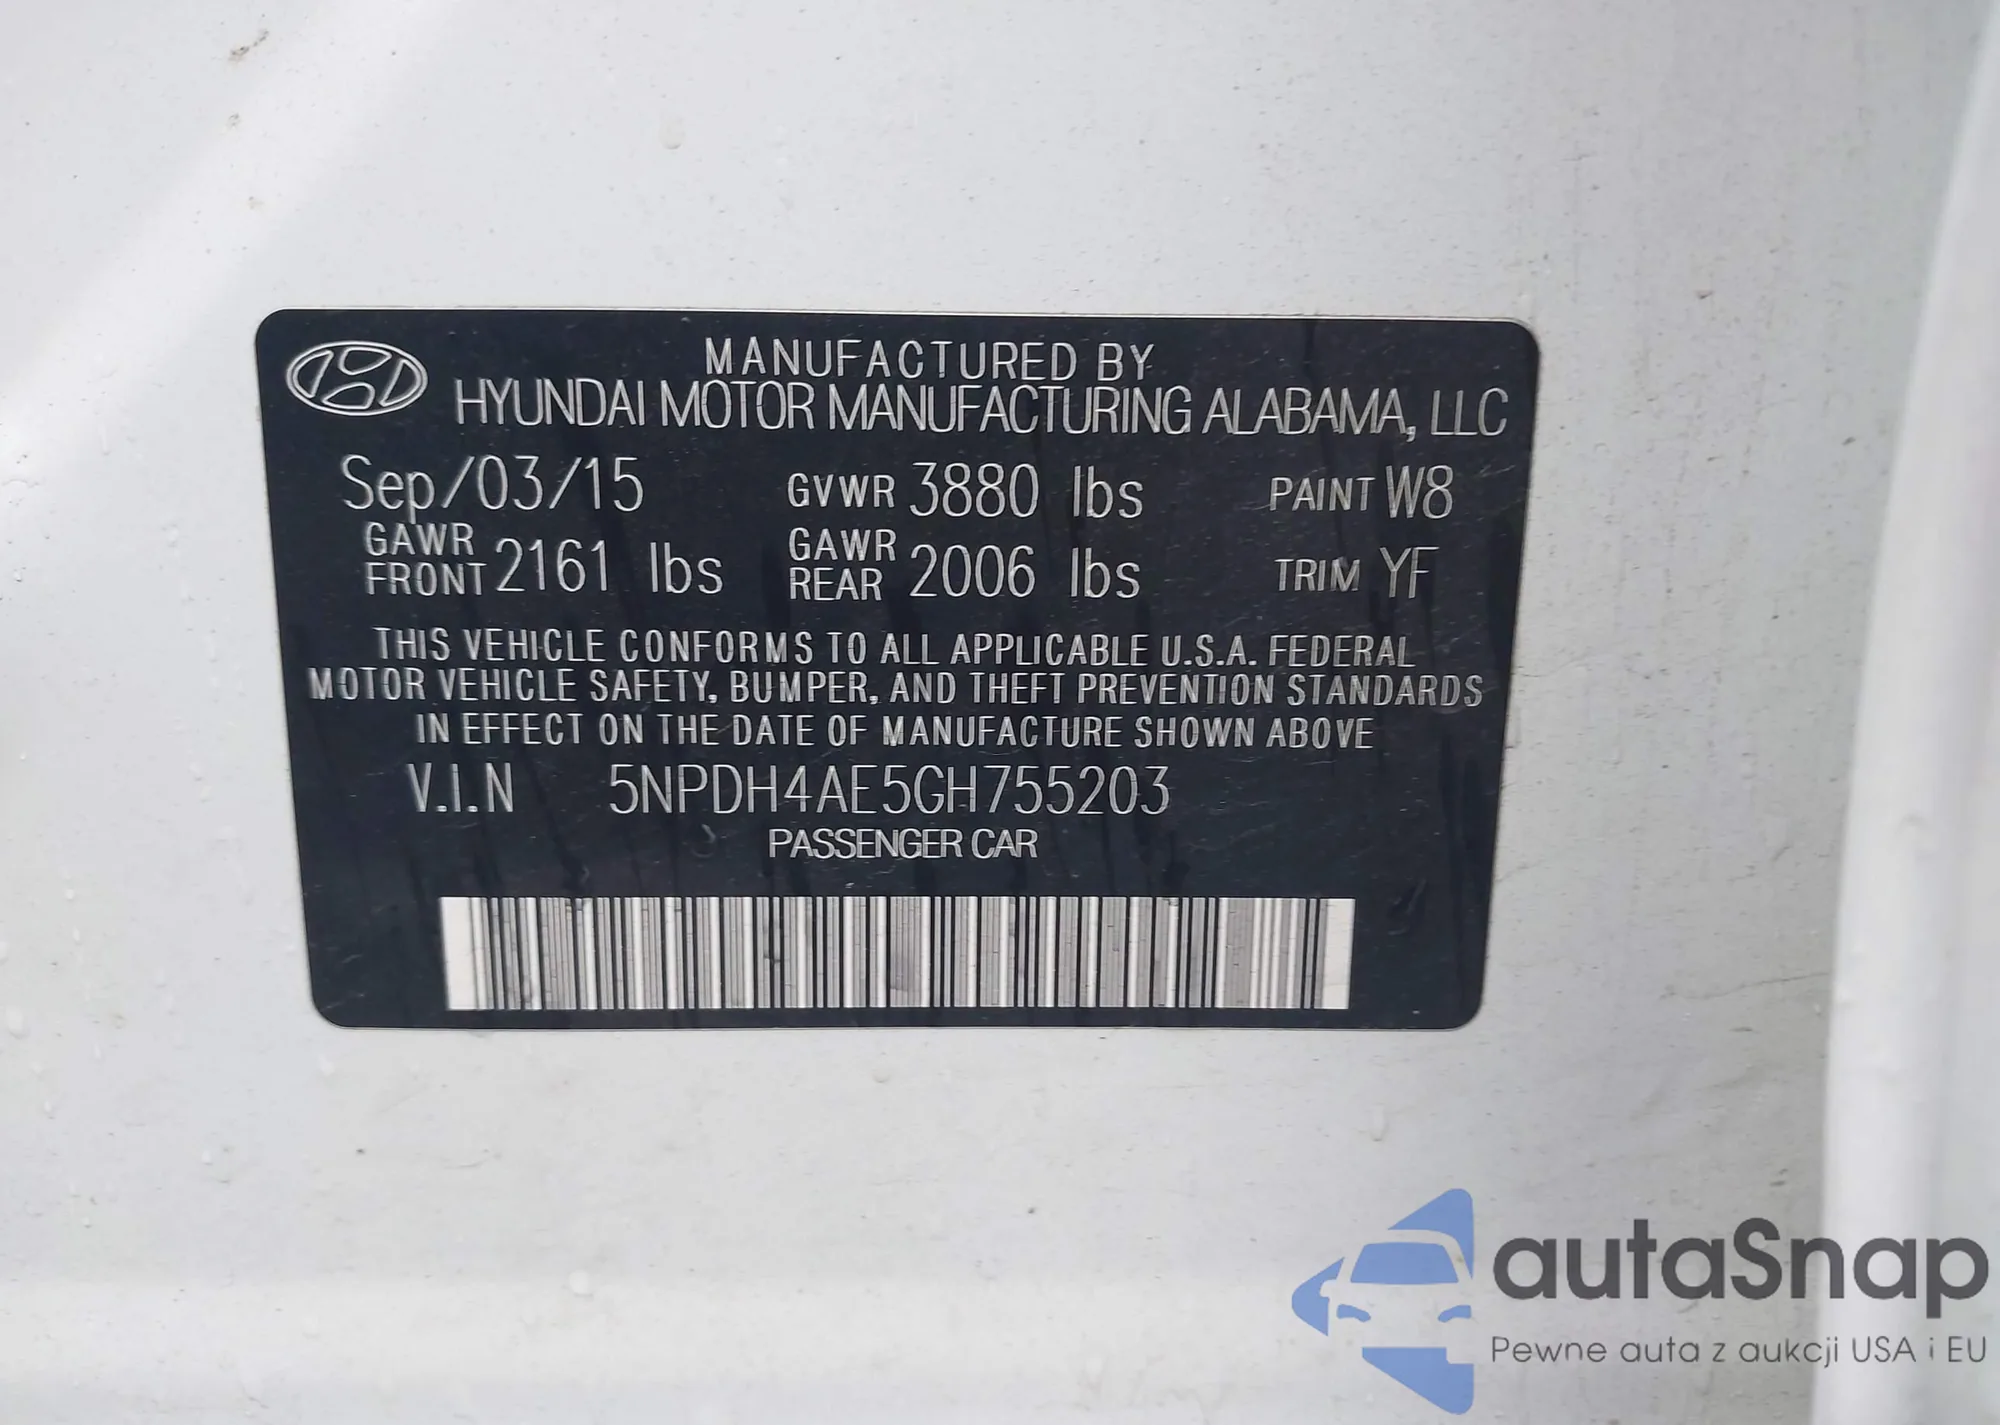 MANUFACTURED BY
HYUNDAI MOTOR MANUFACTURING ALABAMA, LLC
Sep/03/15 GVWR 3880 lbs PAINT W8
GAWR FRONT 2161 lbs GAWR REAR 2006 lbs TRIM YF
THIS VEHICLE CONFORMS TO ALL APPLICABLE U.S.A. FEDERAL
MOTOR VEHICLE SAFETY, BUMPER, AND THEFT PREVENTION STANDARDS
IN EFFECT ON THE DATE OF MANUFACTURE SHOWN ABOVE
V.I.N 5NPDH4AE5GH755203
PASSENGER CAR
autaSnap
Pewne auta z aukcji USA i EU